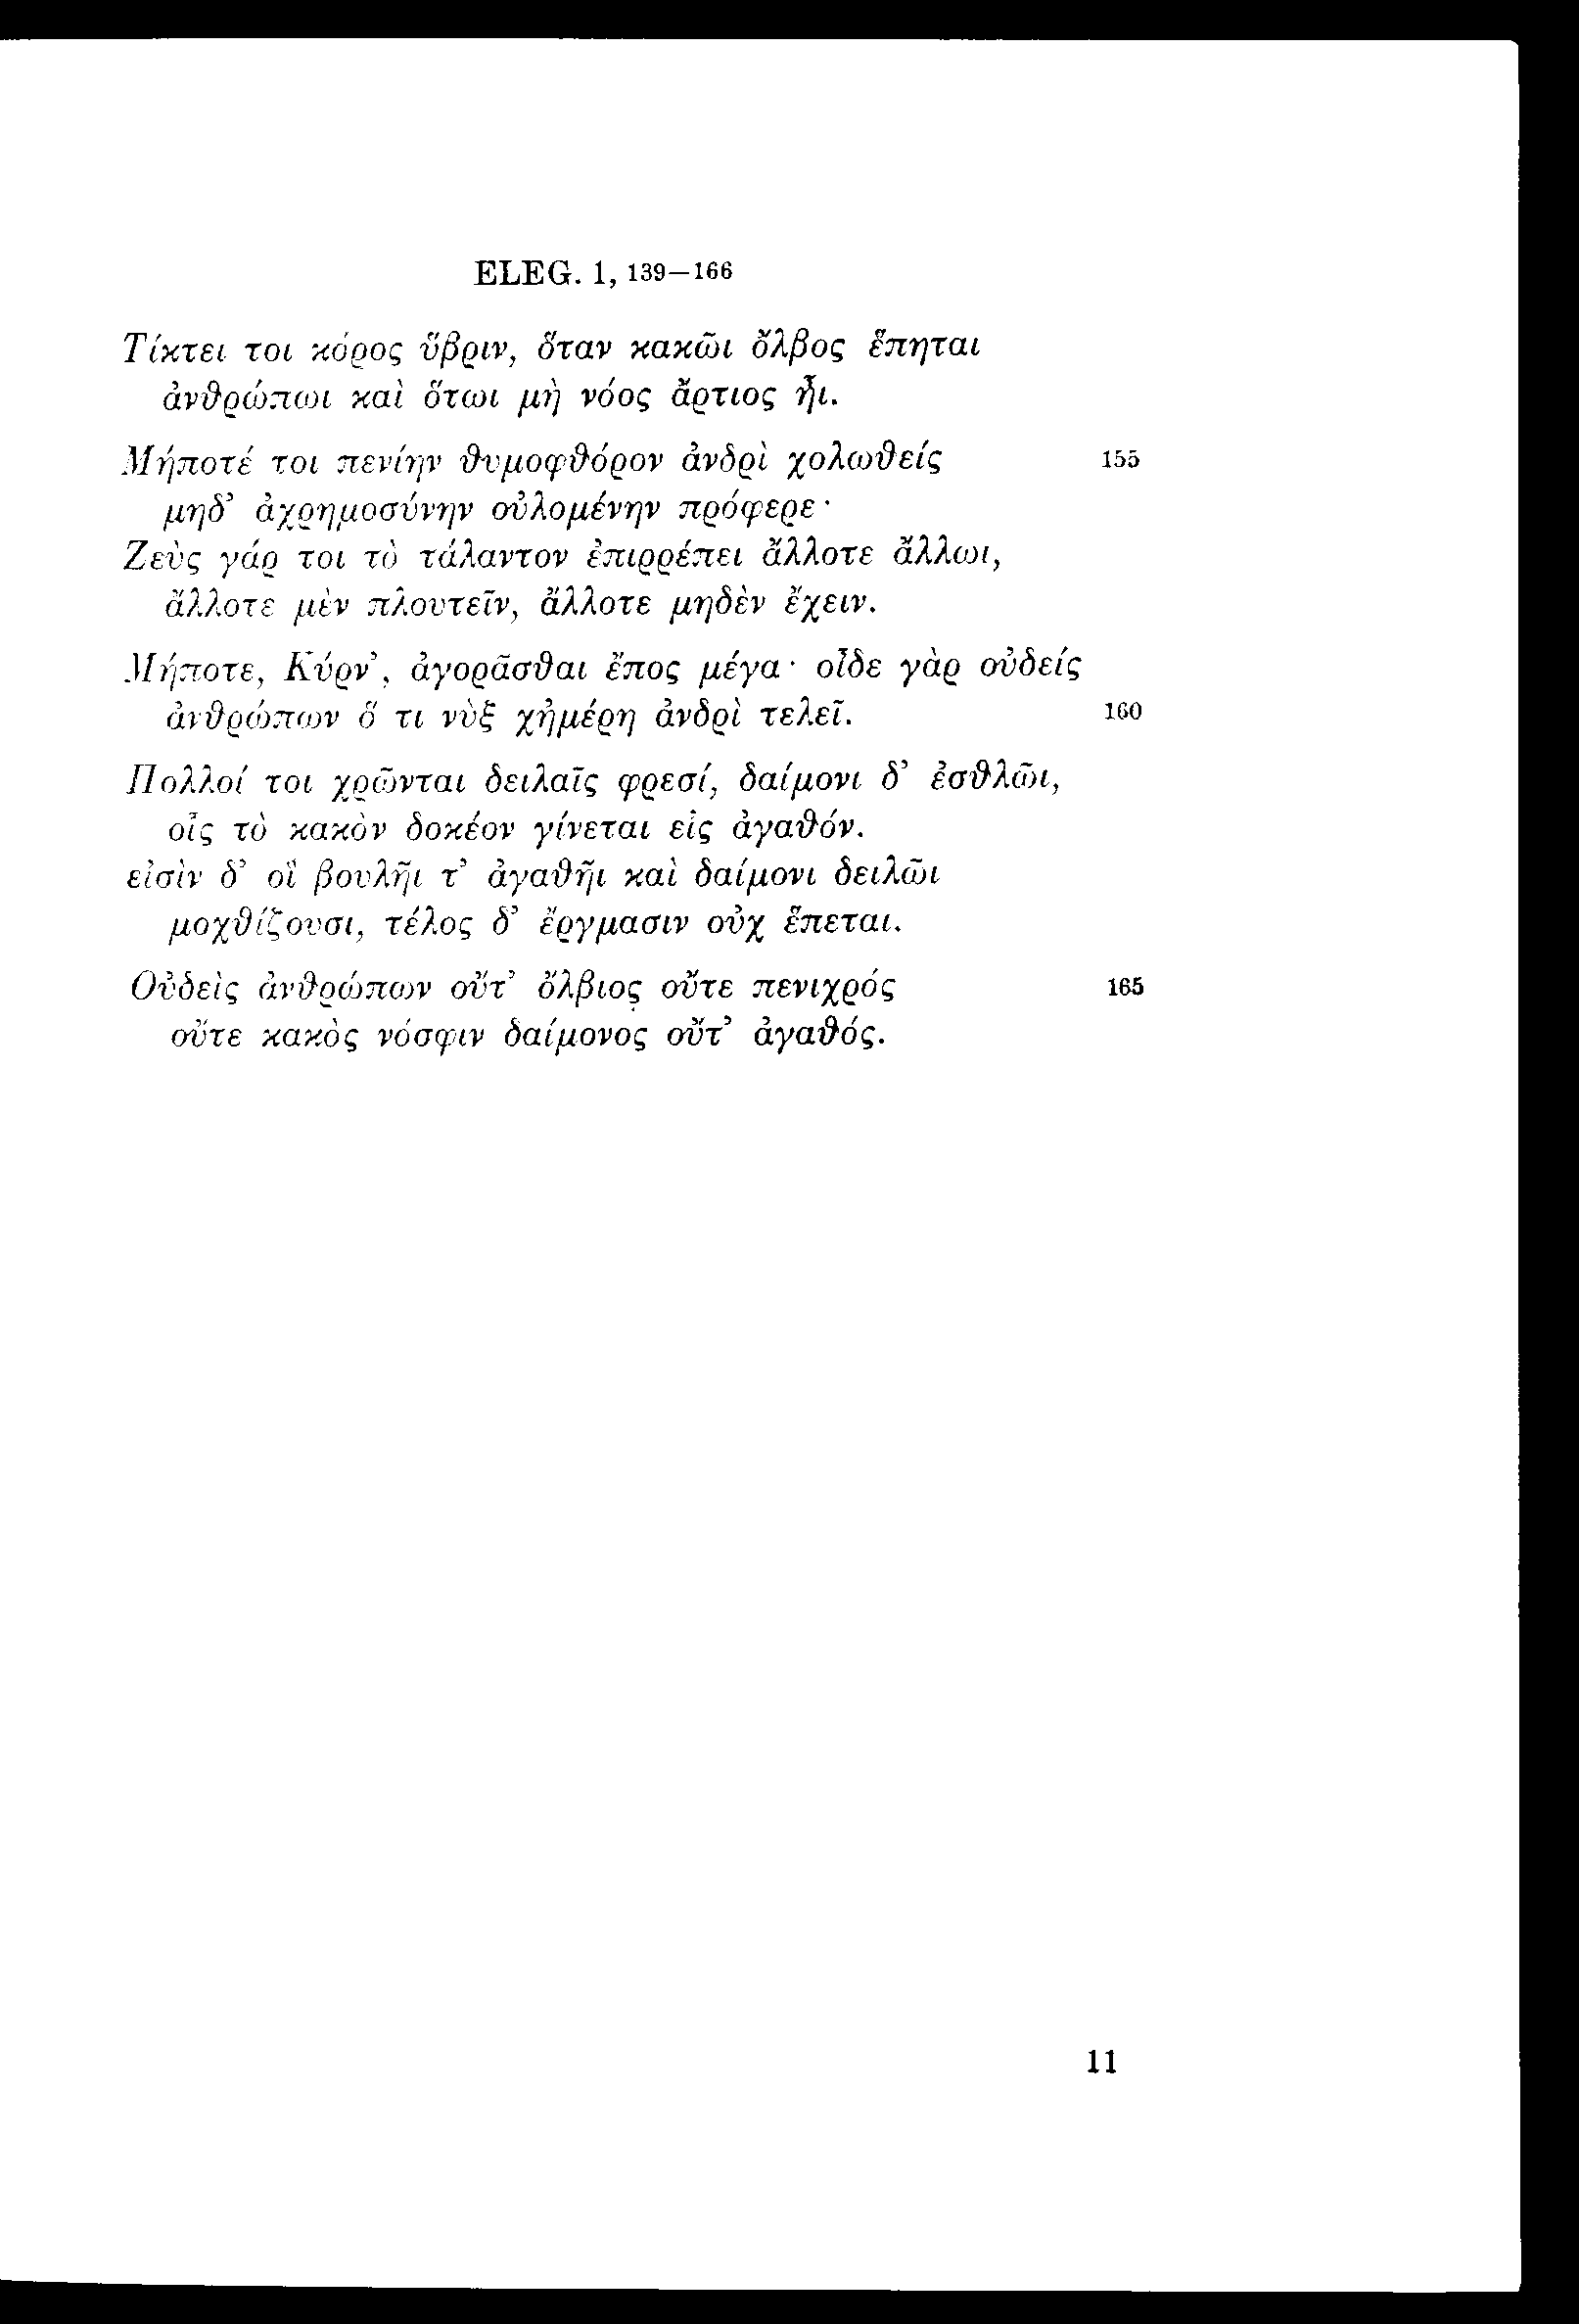 ELEG. 1, 139–166
Τίκτει τοι κόρος ὕβριν, ὅταν κακῶι ὄλβος ἕπηται
ἀνθρώπωι καὶ ὅτωι μὴ νόος ἄρτιος ἦι.
Μήποτέ τοι πενίην θυμοφθόρον ἀνδρὶ χολωθείς 155
μηδ’ ἀχρημοσύνην οὐλομένην πρόφερε·
Ζεὺς γάρ τοι τὸ τάλαντον ἐπιρρέπει ἄλλοτε ἄλλωι,
ἄλλοτε μὲν πλουτεῖν, ἄλλοτε μηδὲν ἔχειν.
Μήποτε, Κύρν’, ἀγορᾶσθαι ἔπος μέγα· οἶδε γὰρ οὐδείς
ἀνθρώπων ὅ τι νὺξ χἠμέρη ἀνδρὶ τελεῖ. 160
Πολλοί τοι χρῶνται δειλαῖς φρεσί, δαίμονι δ’ ἐσθλῶι,
οἷς τὸ κακὸν δοκέον γίνεται εἰς ἀγαθόν.
εἰσὶν δ’ οἳ βουλῆι τ’ ἀγαθῆι καὶ δαίμονι δειλῶι
μοχθίζουσι, τέλος δ’ ἔργμασιν οὐχ ἕπεται.
Οὐδεὶς ἀνθρώπων οὔτ’ ὄλβιος οὔτε πενιχρός 165
οὔτε κακὸς νόσφιν δαίμονος οὔτ’ ἀγαθός.
11